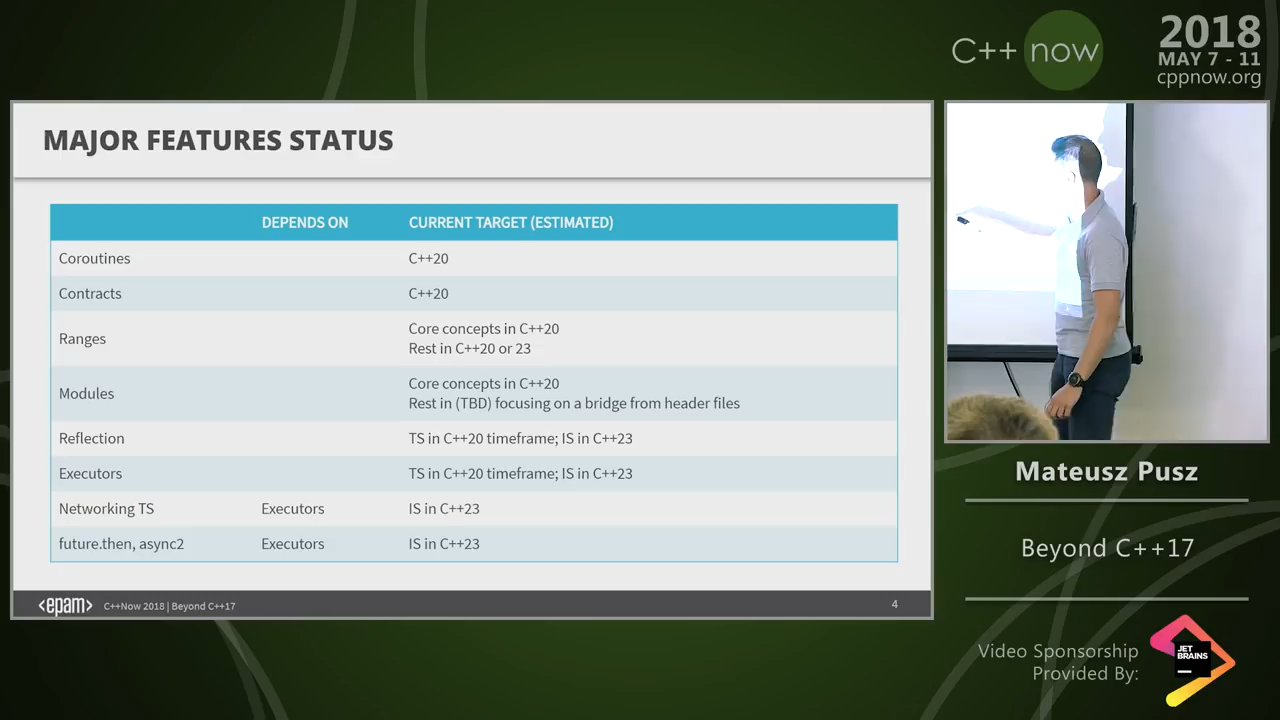 C++ now
2018
MAY 7 - 11
cppnow.org
MAJOR FEATURES STATUS
DEPENDS ON CURRENT TARGET (ESTIMATED)
Coroutines C++20
Contracts C++20
Ranges Core concepts in C++20
Rest in C++20 or 23
Modules Core concepts in C++20
Rest in (TBD) focusing on a bridge from header files
Reflection TS in C++20 timeframe; IS in C++23
Executors TS in C++20 timeframe; IS in C++23
Networking TS Executors IS in C++23
future.then, async2 Executors IS in C++23
<epam> C++Now 2018 | Beyond C++17 4
Mateusz Pusz
Beyond C++17
Video Sponsorship
Provided By:
JET
BRAINS